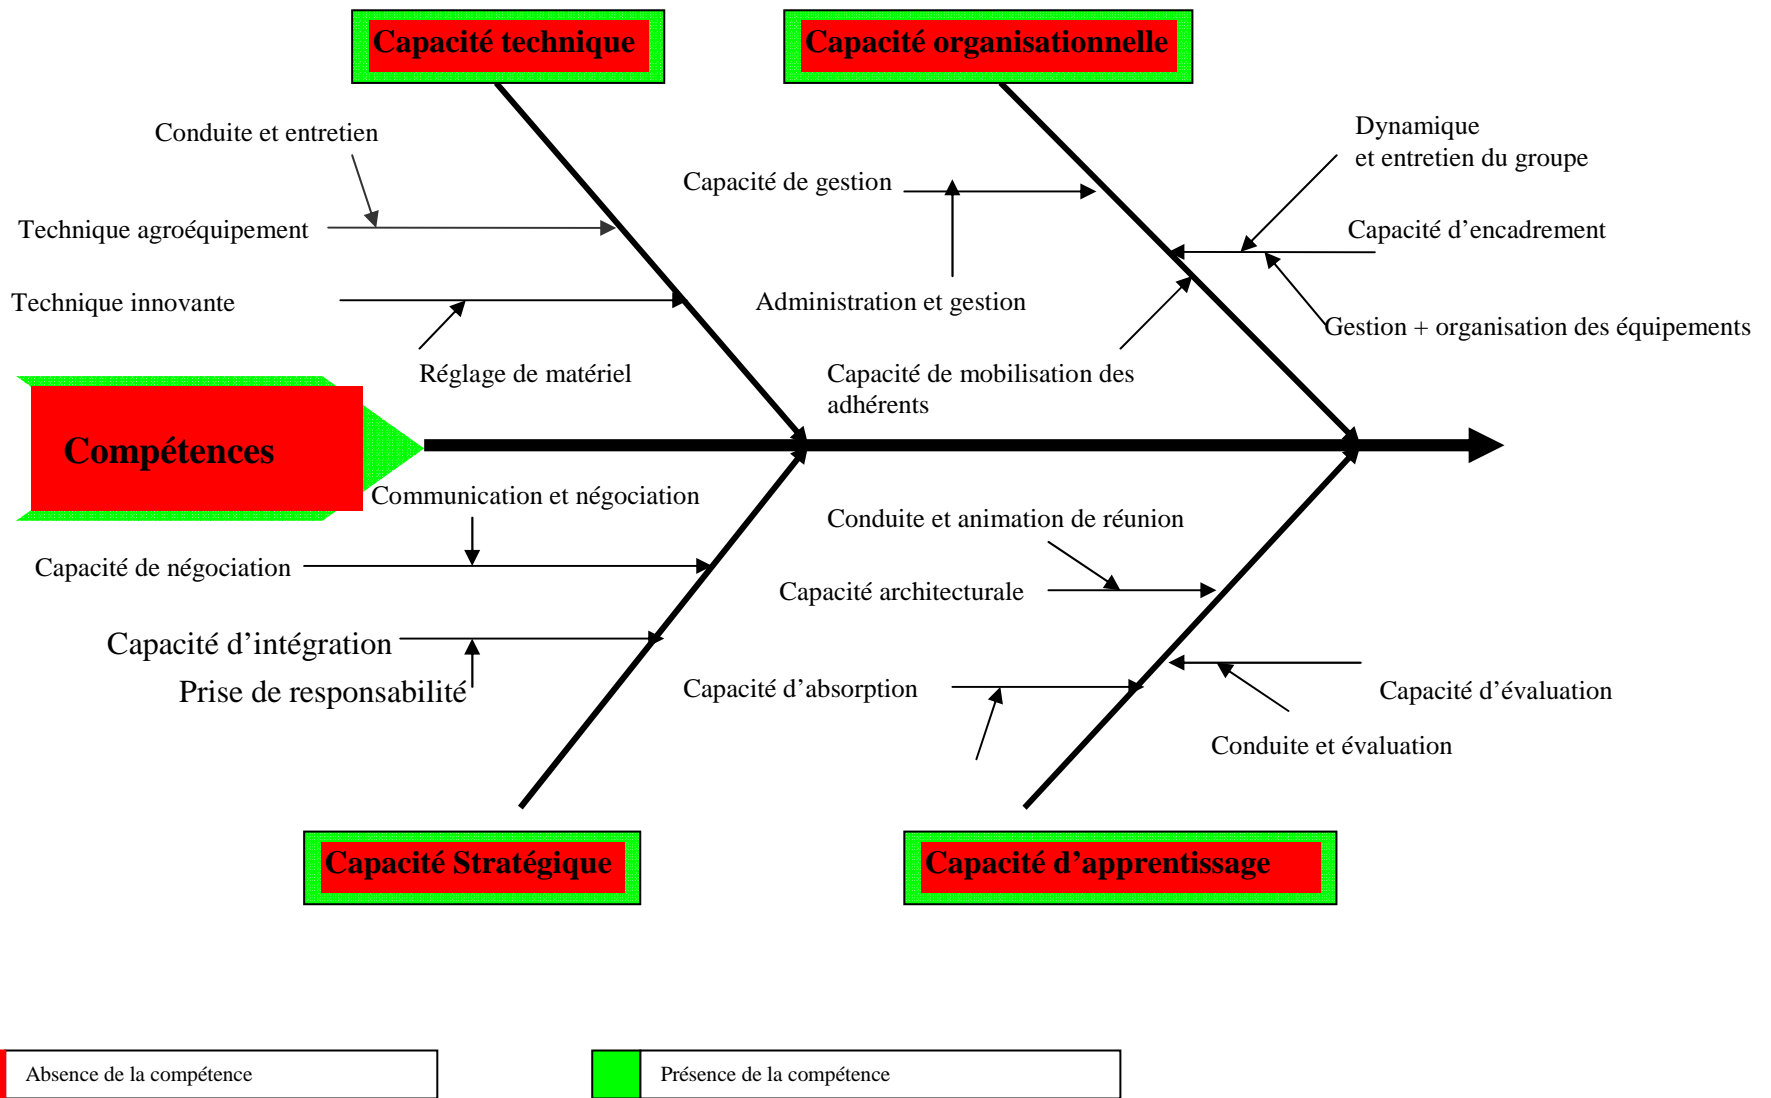 Capacité technique
Capacité organisationnelle
Conduite et entretien
Dynamique
et entretien du groupe
Capacité de gestion
Technique agroéquipement
Capacité d’encadrement
Technique innovante
Administration et gestion
Gestion + organisation des équipements
Réglage de matériel
Capacité de mobilisation des
adhérents
Compétences
Communication et négociation
Conduite et animation de réunion
Capacité de négociation
Capacité architecturale
Capacité d’intégration
Prise de responsabilité
Capacité d’absorption
Capacité d’évaluation
Conduite et évaluation
Capacité Stratégique
Capacité d’apprentissage
Absence de la compétence
Présence de la compétence